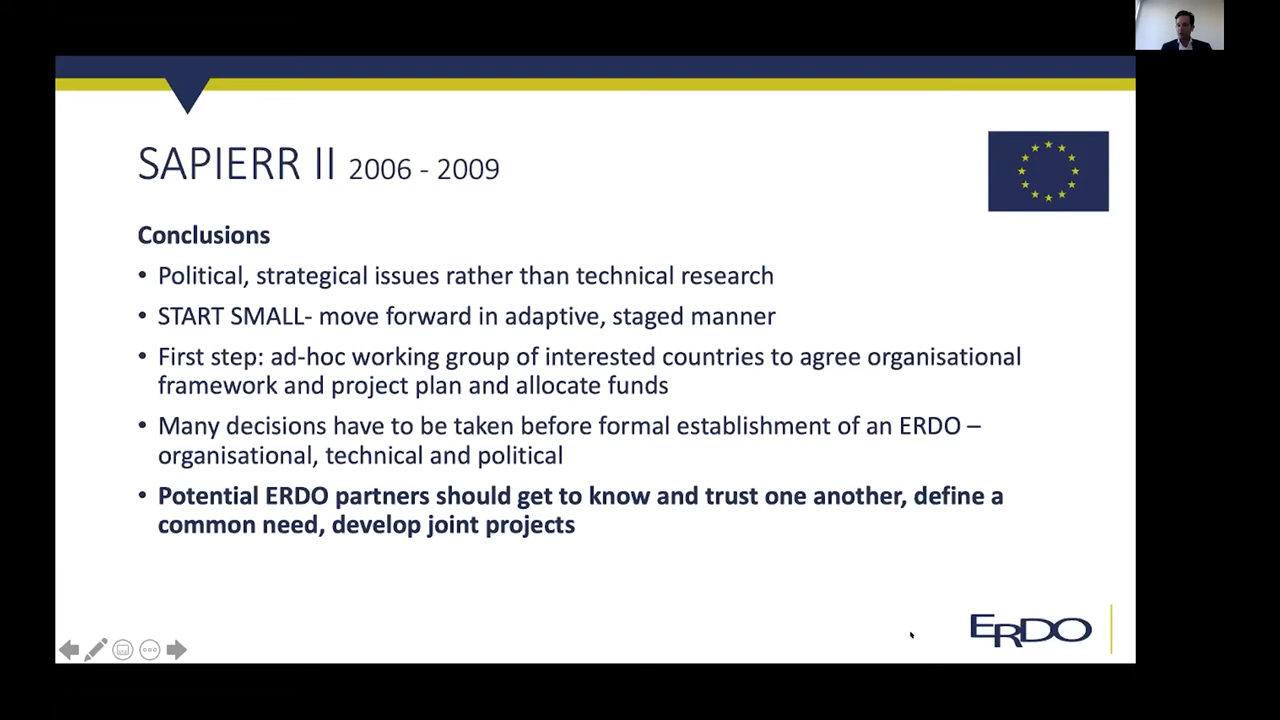 SAPIERR II 2006 - 2009
Conclusions
• Political, strategical issues rather than technical research
• START SMALL- move forward in adaptive, staged manner
• First step: ad-hoc working group of interested countries to agree organisational
framework and project plan and allocate funds
• Many decisions have to be taken before formal establishment of an ERDO –
organisational, technical and political
• Potential ERDO partners should get to know and trust one another, define a
common need, develop joint projects
ERDO